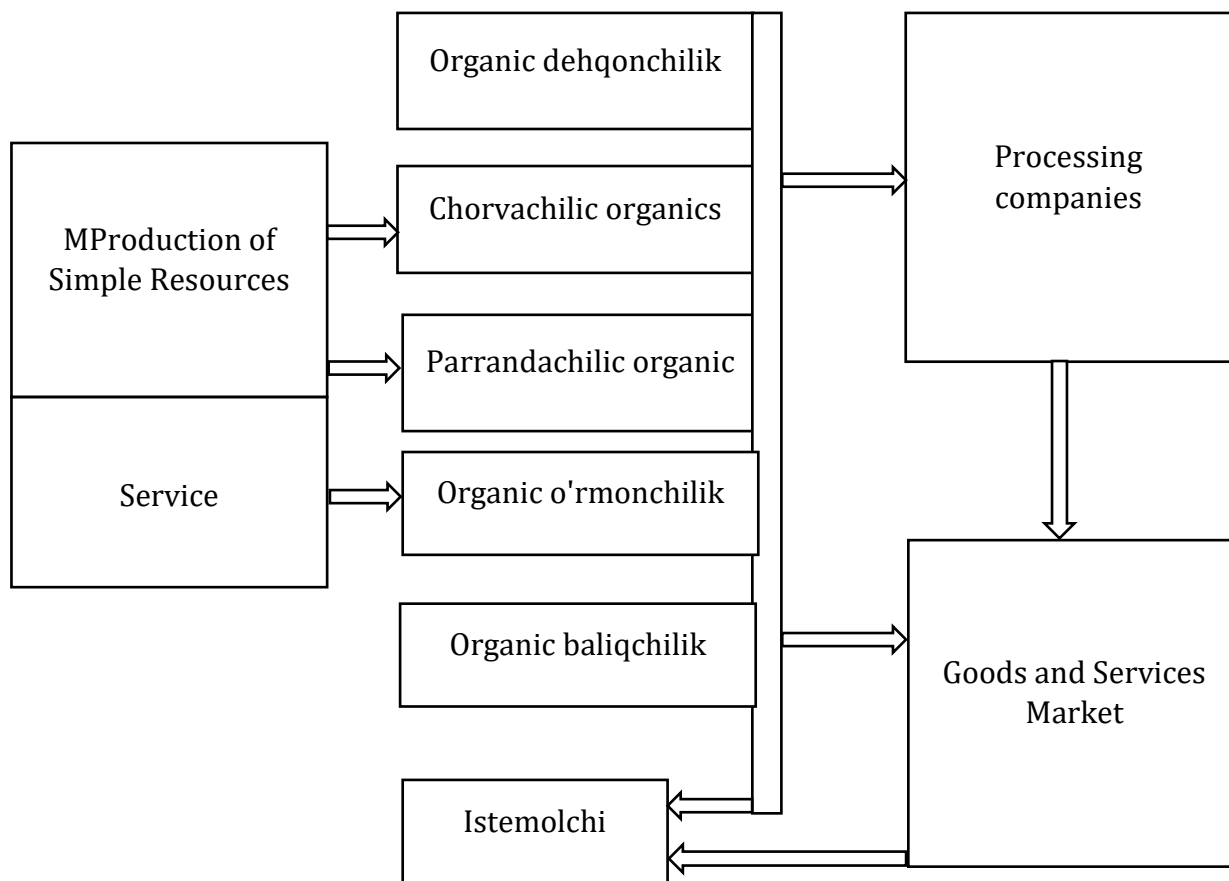 Organic dehqonchilik
Processing
companies
Chorvachilic organics
MProduction of
Simple Resources
Parrandachilic organic
Service
Organic o'rmonchilik
Organic baliqchilik
Goods and Services
Market
Istemolchi